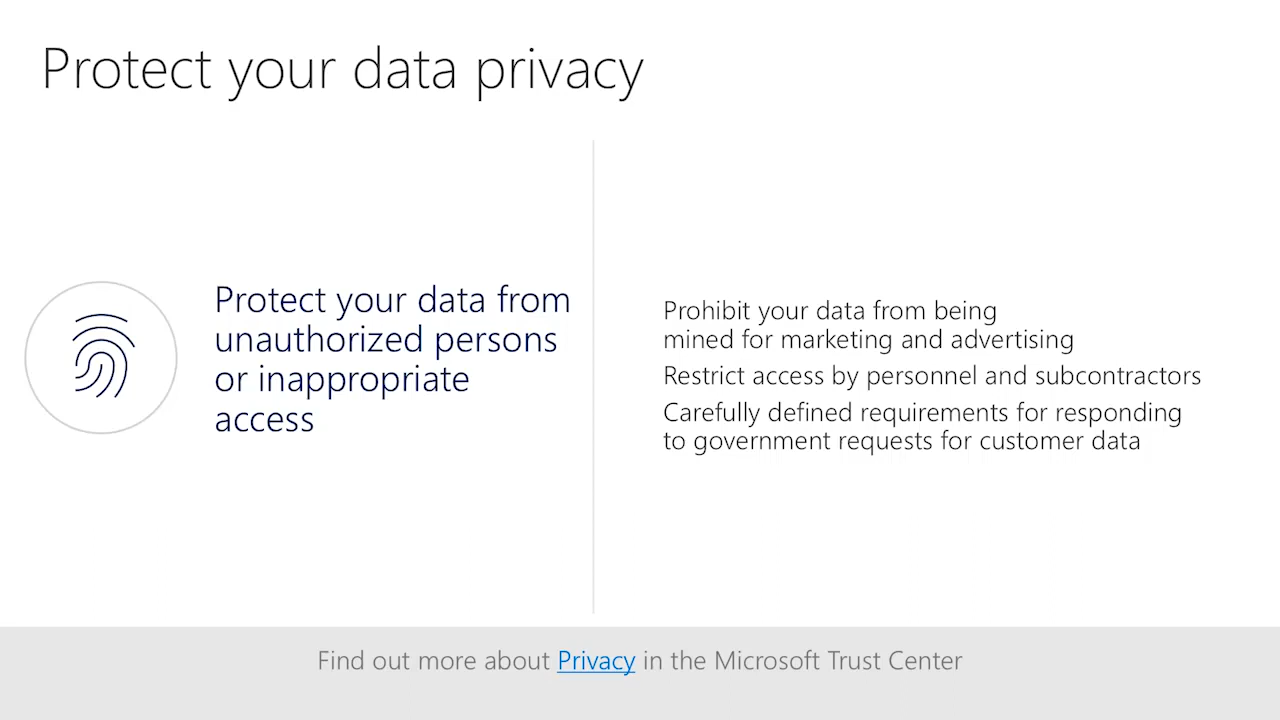 Protect your data privacy
Protect your data from
unauthorized persons
or inappropriate
access
Prohibit your data from being
mined for marketing and advertising
Restrict access by personnel and subcontractors
Carefully defined requirements for responding
to government requests for customer data
Find out more about Privacy in the Microsoft Trust Center